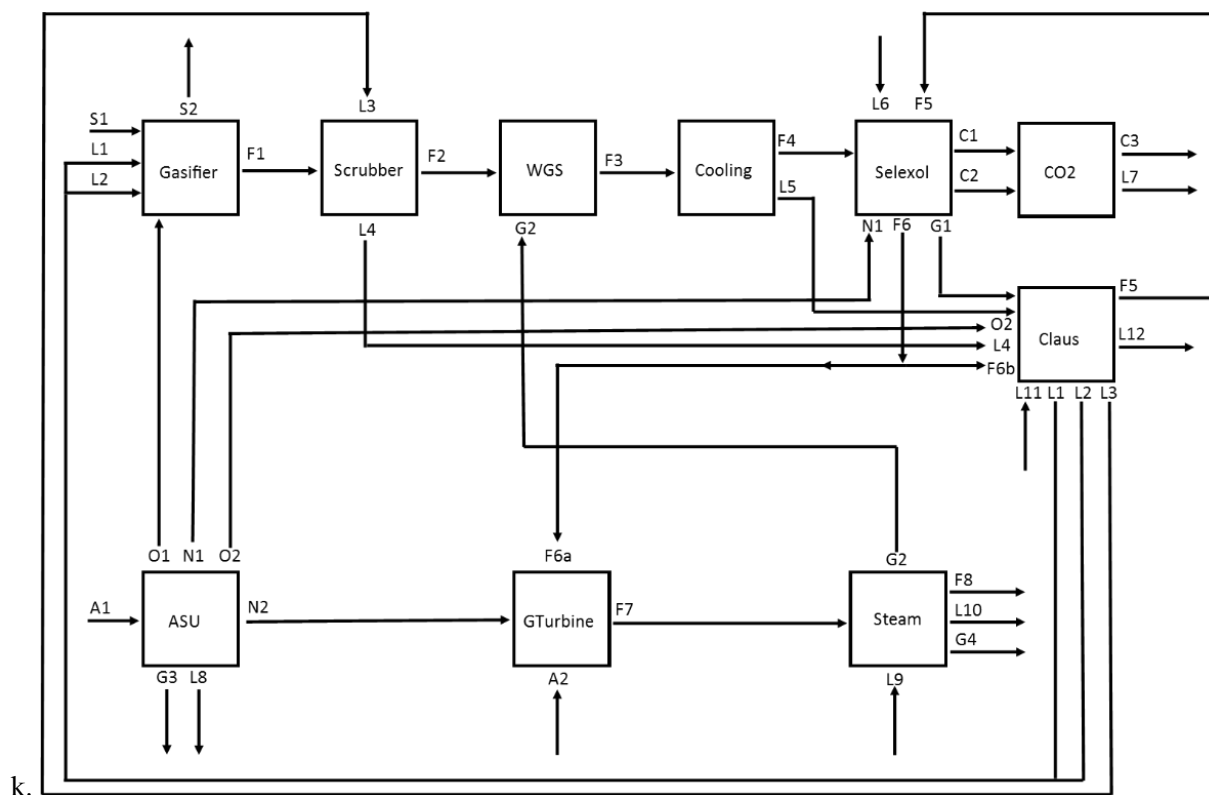 S2
L3
L6 F5
S1
L1
L2
Gasifier
F1
Scrubber
F2
WGS
F3
Cooling
F4
L5
Selexol
C1
C2
CO2
C3
L7
L4
G2
N1 F6 G1
O2
L4
F6b
Claus
F5
L12
L11 L1 L2 L3
O1 N1 O2
F6a
G2
A1
ASU
N2
GTurbine
F7
Steam
F8
L10
G4
G3 L8
A2
L9
k.